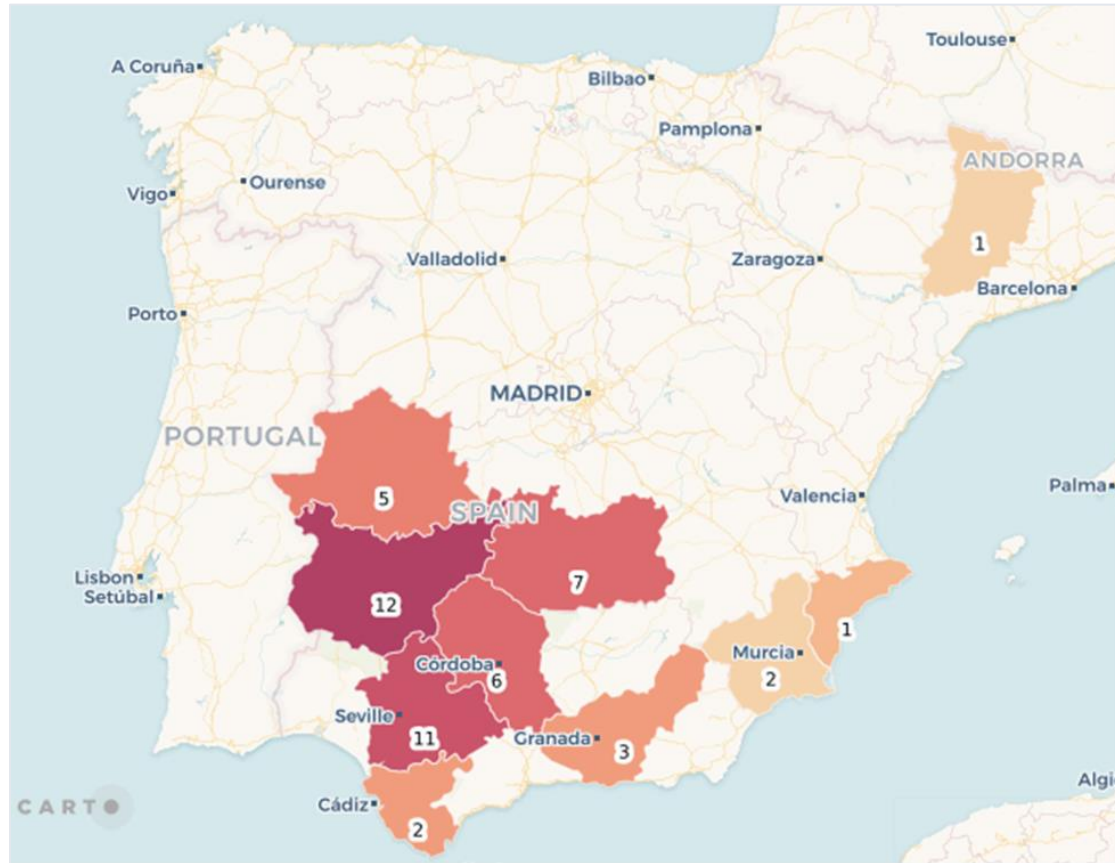 Toulouse
A Coruña
Bilbao
Pamplona
ANDORRA
Ourense
Vigo
1
Valladolid
Zaragoza
Barcelona
Porto
MADRID
PORTUGAL
Palma
Valencia
5
SPAIN
7
Lisbon
Setúbal
12
1
Murcia
Córdoba
2
6
Seville
11
Granada
3
Cádiz
2
Algi
CARTO